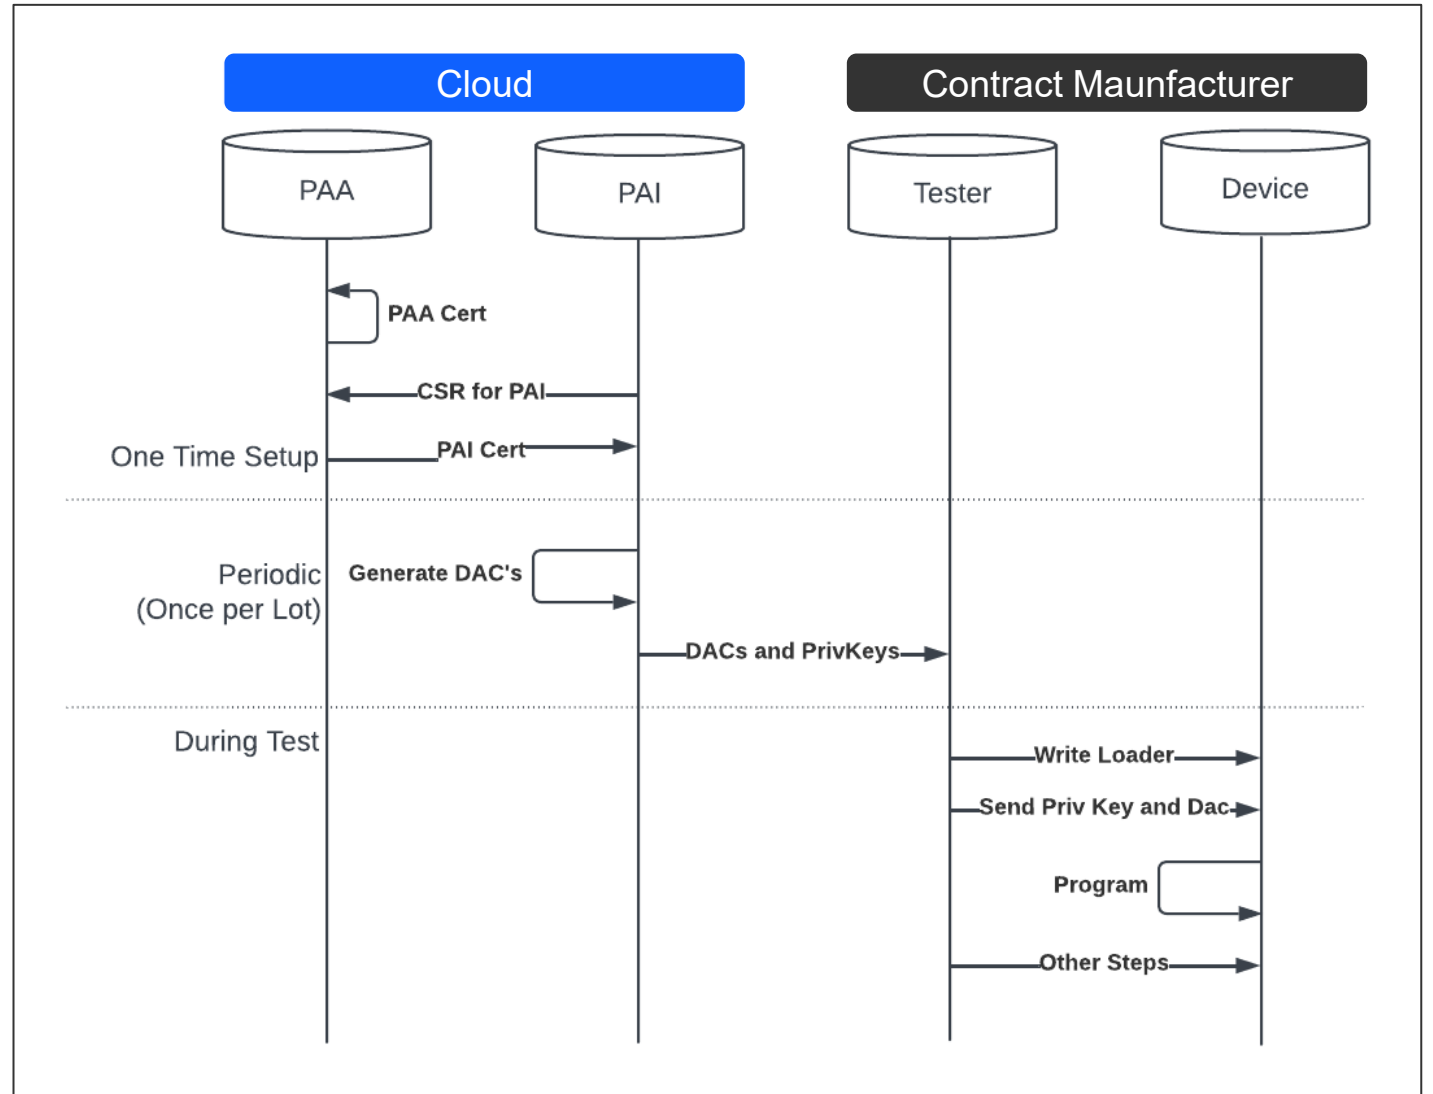 Cloud
Contract Maunfacturer
PAA
PAI
Tester
Device
PAA Cert
CSR for PAI
PAI Cert
One Time Setup
Periodic
(Once per Lot)
Generate DAC's
DACs and PrivKeys
During Test
Write Loader
Send Priv Key and Dac
Program
Other Steps